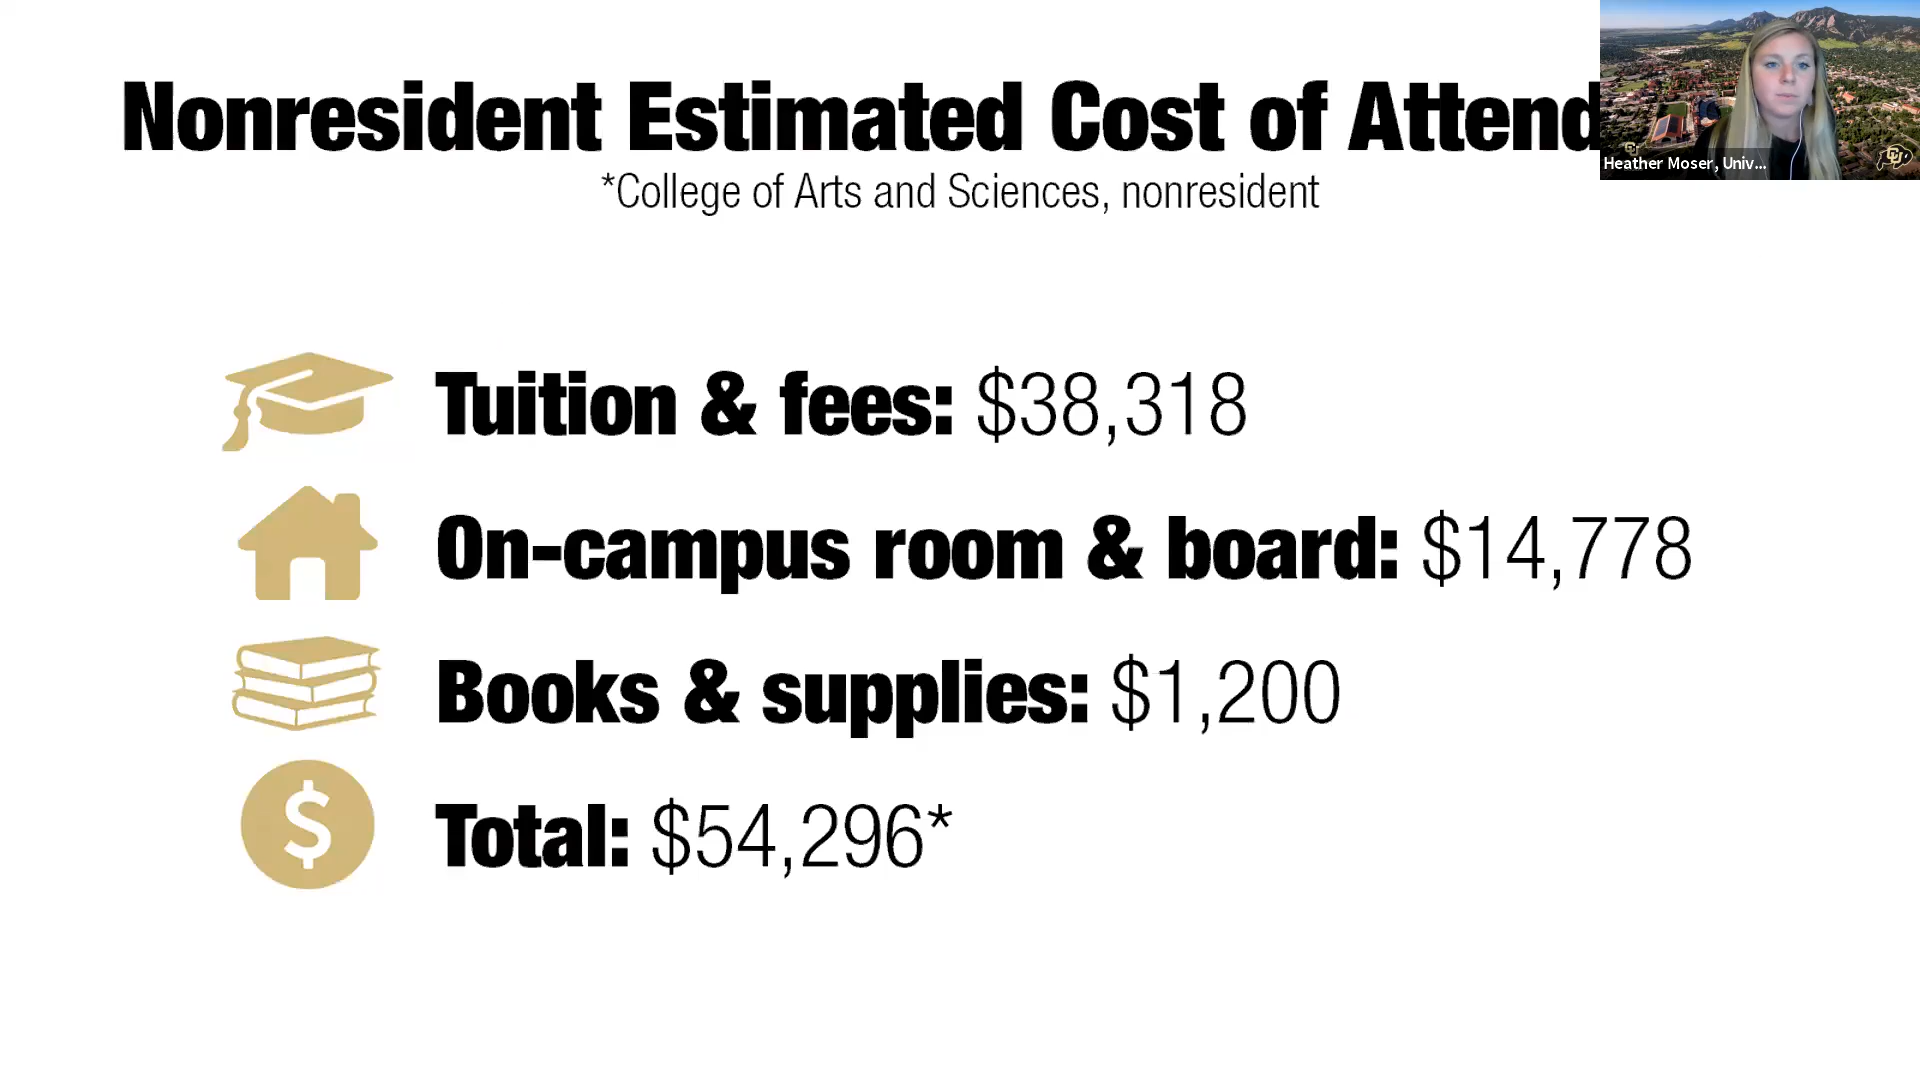 Nonresident Estimated Cost of Attend
*College of Arts and Sciences, nonresident
Heather Moser, Univ...
Tuition & fees: $38,318
On-campus room & board: $14,778
Books & supplies: $1,200
$
Total: $54,296*
CU